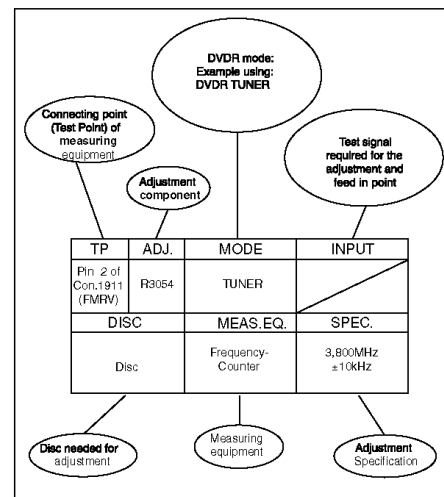 DVDR mode:
Example using:
DVDR TUNER
Connecting point
(Test Point) of
measuring
equipment
Test signal
required for the
adjustment and
feed in point
Adjustment
component
TP ADJ. MODE INPUT
Pin 2 of
Con.1911
(FMRV)
R3054
TUNER
DISC MEAS.EQ. SPEC.
Disc
Frequency-
Counter
3,800MHz
±10kHz
Disc needed for
adjustment
Measuring
equipment
Adjustment
Specification